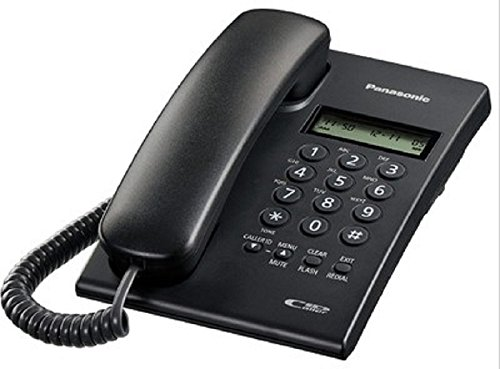 Panasonic
11:50 12-11
1 ABC 2 DEF 3
GHI 4 JKL 5 MNO 6
PQRS 7 TUV 8 WXYZ 9
* 0 #
TONE
CALLER ID MENU CLEAR EXIT
MUTE FLASH REDIAL
Caller